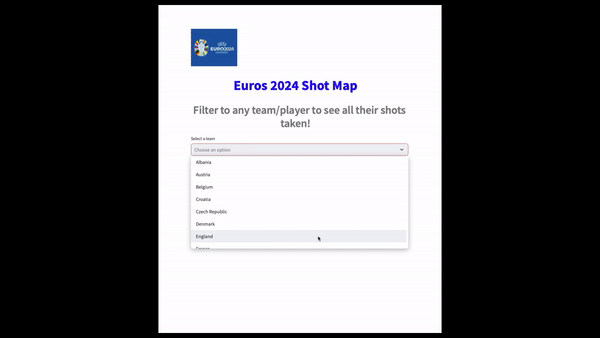 EURO2024
Euros 2024 Shot Map
Filter to any team/player to see all their shots
taken!
Select a team
Choose an option
Albania
Austria
Belgium
Croatia
Czech Republic
Denmark
England